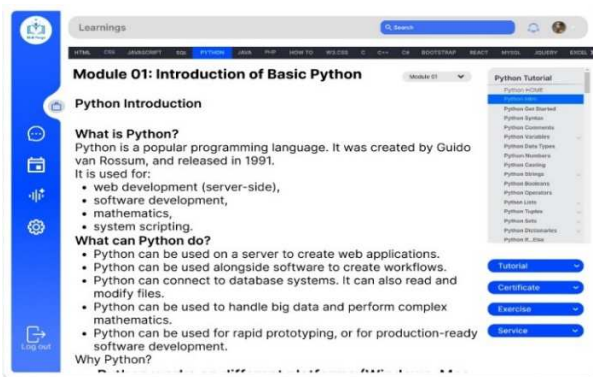 Learnings
Search
HTML CSS JAVASCRIPT SQL PYTHON JAVA PHP HOW TO W3.CSS C C++ C# BOOTSTRAP REACT MYSQL JQUERY EXCEL
Module 01: Introduction of Basic Python
Module 01
Python Introduction
What is Python?
Python is a popular programming language. It was created by Guido
van Rossum, and released in 1991.
It is used for:
• web development (server-side),
• software development,
• mathematics,
• system scripting.
What can Python do?
• Python can be used on a server to create web applications.
• Python can be used alongside software to create workflows.
• Python can connect to database systems. It can also read and
modify files.
• Python can be used to handle big data and perform complex
mathematics.
• Python can be used for rapid prototyping, or for production-ready
software development.
Why Python?
Python Tutorial
Python HOME
Python Intro
Python Get Started
Python Syntax
Python Comments
Python Variables
Python Data Types
Python Numbers
Python Casting
Python Strings
Python Booleans
Python Operators
Python Lists
Python Tuples
Python Sets
Python Dictionaries
Python If...Else
Tutorial
Certificate
Exercise
Service
Log out